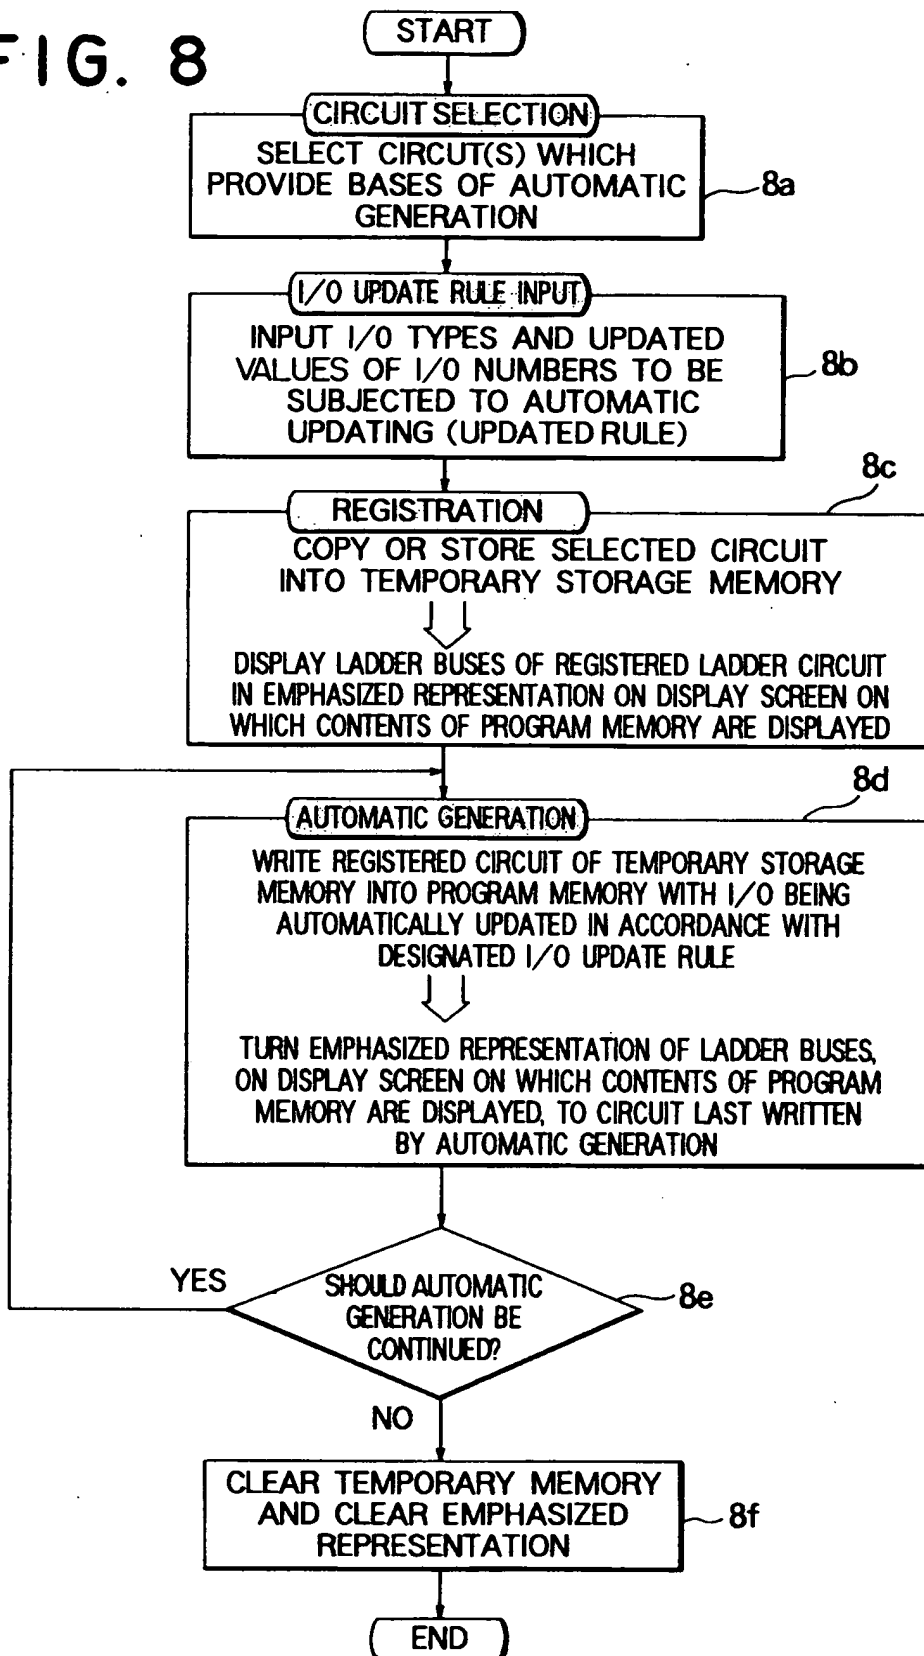 FIG. 8
START
CIRCUIT SELECTION
SELECT CIRCUT(S) WHICH
PROVIDE BASES OF AUTOMATIC
GENERATION
8a
I/O UPDATE RULE INPUT
INPUT I/O TYPES AND UPDATED
VALUES OF I/O NUMBERS TO BE
SUBJECTED TO AUTOMATIC
UPDATING (UPDATED RULE)
8b
8c
REGISTRATION
COPY OR STORE SELECTED CIRCUIT
INTO TEMPORARY STORAGE MEMORY
DISPLAY LADDER BUSES OF REGISTERED LADDER CIRCUIT
IN EMPHASIZED REPRESENTATION ON DISPLAY SCREEN ON
WHICH CONTENTS OF PROGRAM MEMORY ARE DISPLAYED
8d
AUTOMATIC GENERATION
WRITE REGISTERED CIRCUIT OF TEMPORARY STORAGE
MEMORY INTO PROGRAM MEMORY WITH I/O BEING
AUTOMATICALLY UPDATED IN ACCORDANCE WITH
DESIGNATED I/O UPDATE RULE
TURN EMPHASIZED REPRESENTATION OF LADDER BUSES,
ON DISPLAY SCREEN ON WHICH CONTENTS OF PROGRAM
MEMORY ARE DISPLAYED, TO CIRCUIT LAST WRITTEN
BY AUTOMATIC GENERATION
YES
SHOULD AUTOMATIC
GENERATION BE
CONTINUED?
8e
NO
CLEAR TEMPORARY MEMORY
AND CLEAR EMPHASIZED
REPRESENTATION
8f
END